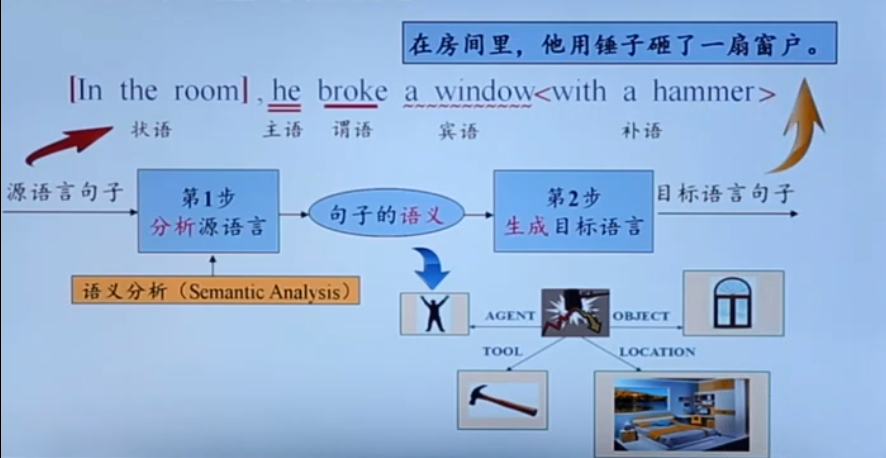 在房间里，他用锤子砸了一扇窗户。
[In the room] , he broke a window<with a hammer>
状语 主语 谓语 宾语 补语
源语言句子
第1步
分析源语言
句子的语义
第2步
生成目标语言
目标语言句子
语义分析（Semantic Analysis）
AGENT OBJECT
TOOL LOCATION